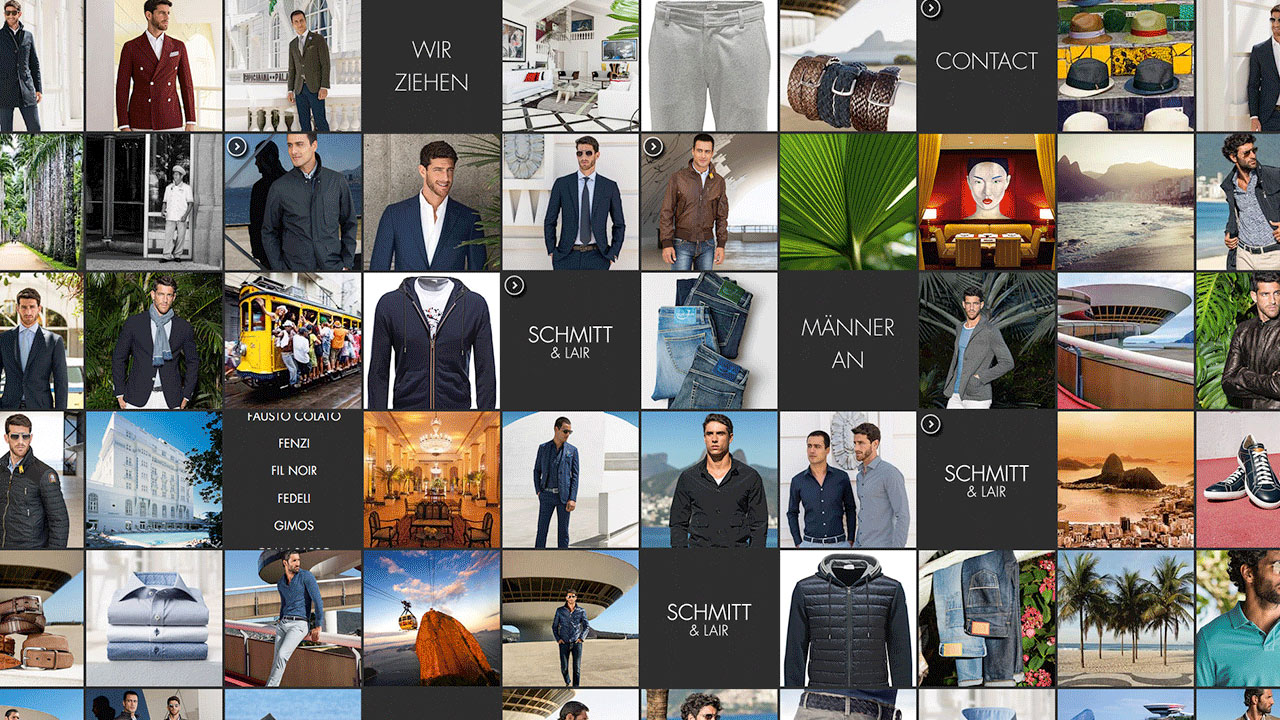 WIR
ZIEHEN
CONTACT
SCHMITT
& LAIR
MÄNNER
AN
FAUSTO COLATO
FENZI
FIL NOIR
FEDELI
GIMOS
SCHMITT
& LAIR
SCHMITT
& LAIR